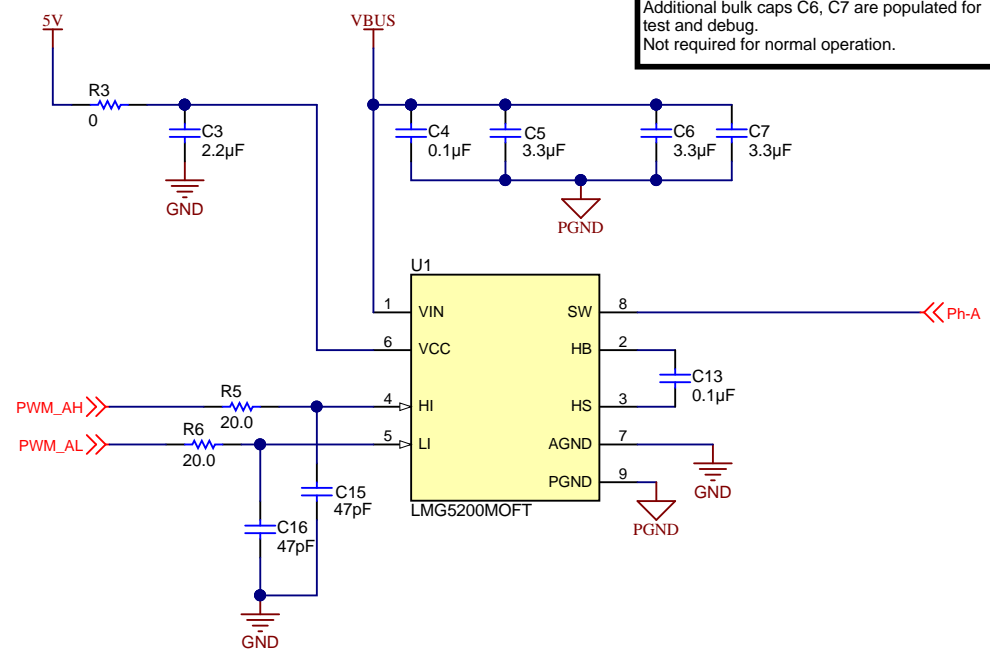 Additional bulk caps C6, C7 are populated for
test and debug.
Not required for normal operation.
5V
VBUS
R3
0
C3
2.2µF
GND
C4
0.1µF
C5
3.3µF
C6
3.3µF
C7
3.3µF
PGND
U1
1
VIN
6
VCC
4
HI
5
LI
SW
8
HB
2
HS
3
AGND
7
PGND
9
LMG5200MOFT
Ph-A
C13
0.1µF
GND
PGND
PWM_AH
R5
20.0
PWM_AL
R6
20.0
C15
47pF
C16
47pF
GND